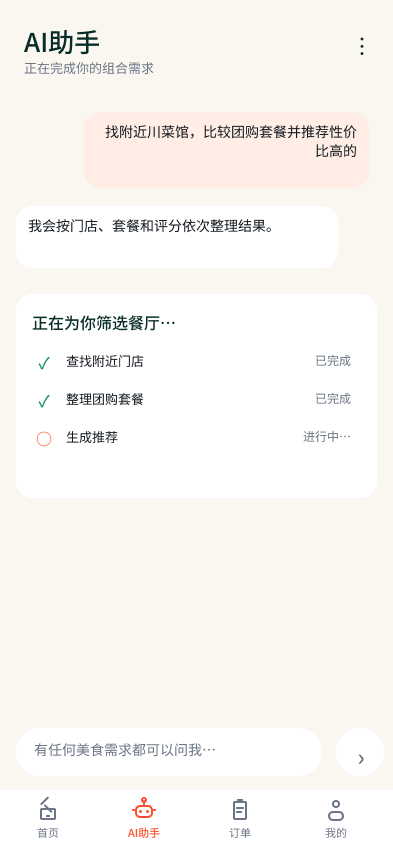 AI助手
正在完成你的组合需求
找附近川菜馆，比较团购套餐并推荐性价
比高的
我会按门店、套餐和评分依次整理结果。
正在为你筛选餐厅…
查找附近门店 已完成
整理团购套餐 已完成
生成推荐 进行中…
有任何美食需求都可以问我…
首页 AI助手 订单 我的